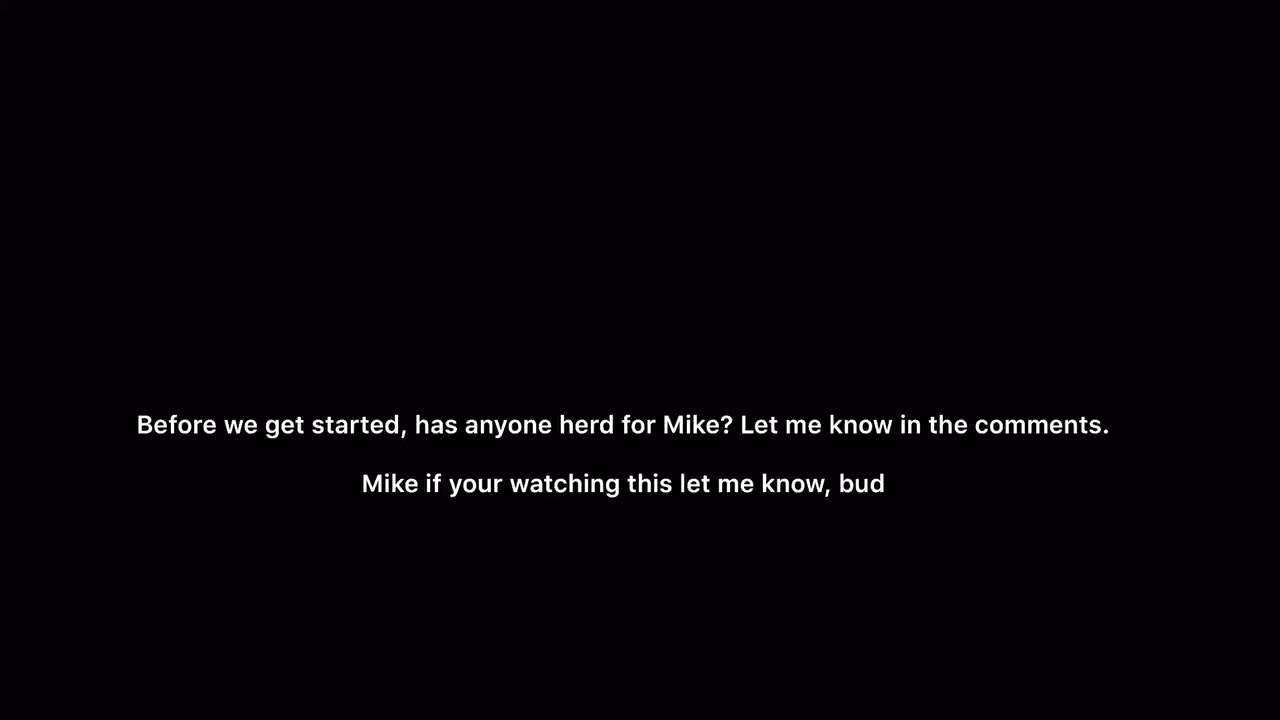 Before we get started, has anyone herd for Mike? Let me know in the comments.
Mike if your watching this let me know, bud